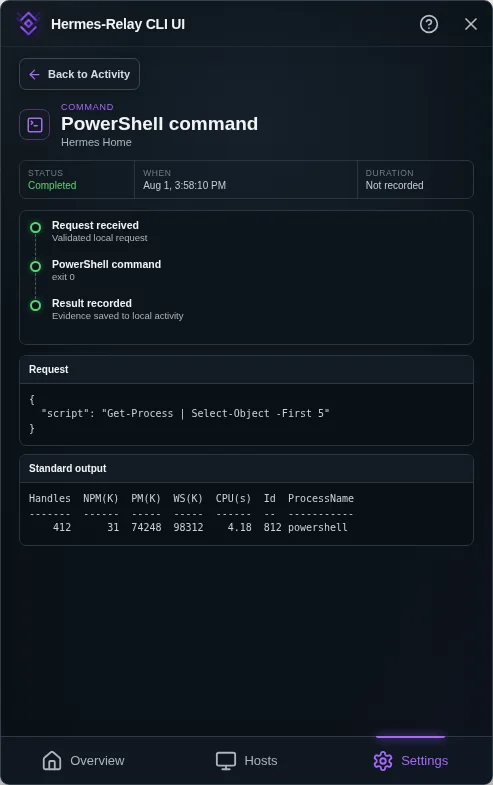 Hermes-Relay CLI UI
Back to Activity
COMMAND
PowerShell command
Hermes Home
STATUS
Completed
WHEN
Aug 1, 3:58:10 PM
DURATION
Not recorded
Request received
Validated local request
PowerShell command
exit 0
Result recorded
Evidence saved to local activity
Request
{
  "script": "Get-Process | Select-Object -First 5"
}
Standard output
Handles  NPM(K)  PM(K)  WS(K)  CPU(s)  Id  ProcessName
-------  ------  -----  -----  ------  --  -----------
    412      31  74248  98312    4.18  812 powershell
Overview
Hosts
Settings